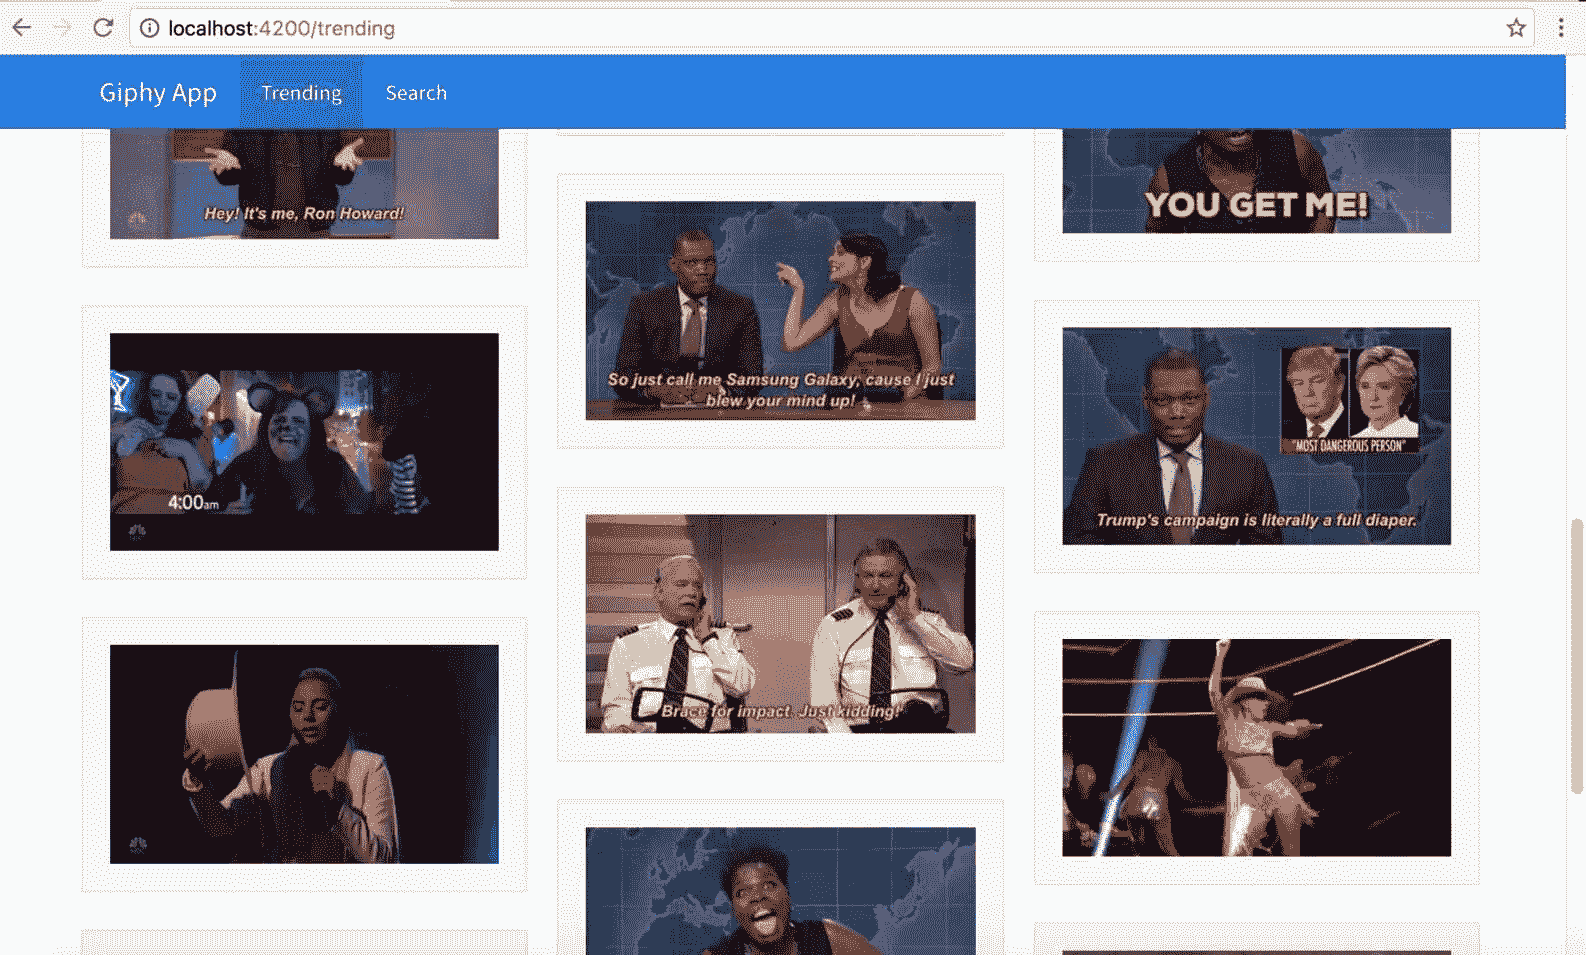 localhost:4200/trending
Giphy App
Trending
Search
Hey! It's me, Ron Howard!
YOU GET ME!
So just call me Samsung Galaxy, cause I just
blew your mind up!
"MOST DANGEROUS PERSON"
Trump's campaign is literally a full diaper.
4:00am
Brace for impact. Just kidding!